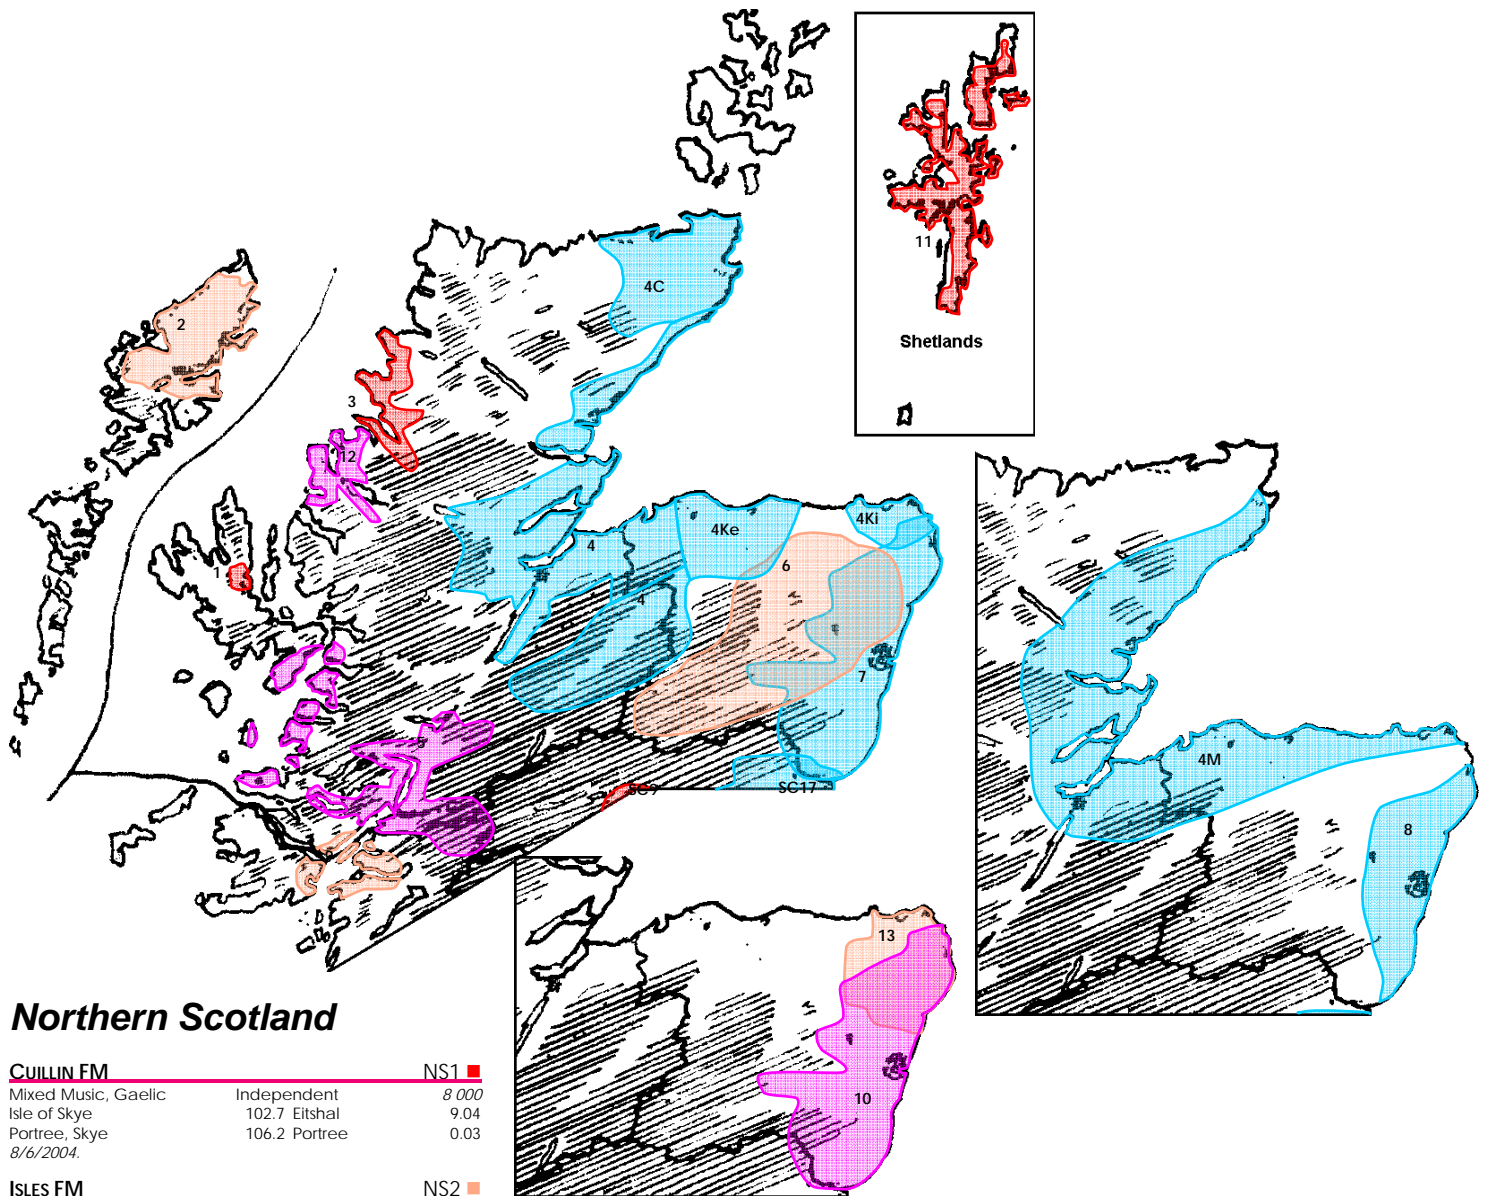 11
Shetlands
4C
2
3
12
1
4
4Ke
4Ki
6
4
7
5
SC9
SC17
4M
8
13
10
Northern Scotland
CUILLIN FM NS1
Mixed Music, Gaelic Independent 8 000
Isle of Skye 102.7 Eitshal 9.04
Portree, Skye 106.2 Portree 0.03
8/6/2004.
ISLES FM NS2